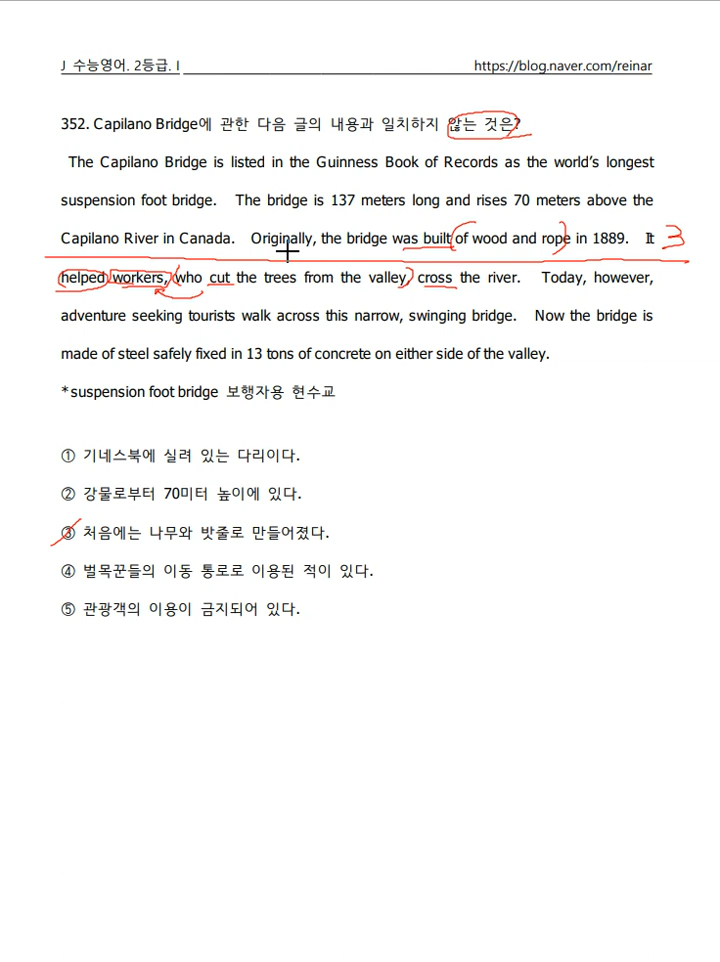 J 수능영어. 2등급. I https://blog.naver.com/reinar
352. Capilano Bridge에 관한 다음 글의 내용과 일치하지 않는 것은?
The Capilano Bridge is listed in the Guinness Book of Records as the world's longest
suspension foot bridge. The bridge is 137 meters long and rises 70 meters above the
Capilano River in Canada. Originally, the bridge was built of wood and rope in 1889. It 3
helped workers, who cut the trees from the valley, cross the river. Today, however,
adventure seeking tourists walk across this narrow, swinging bridge. Now the bridge is
made of steel safely fixed in 13 tons of concrete on either side of the valley.
*suspension foot bridge 보행자용 현수교
① 기네스북에 실려 있는 다리이다.
② 강물로부터 70미터 높이에 있다.
③ 처음에는 나무와 밧줄로 만들어졌다.
④ 벌목꾼들의 이동 통로로 이용된 적이 있다.
⑤ 관광객의 이용이 금지되어 있다.